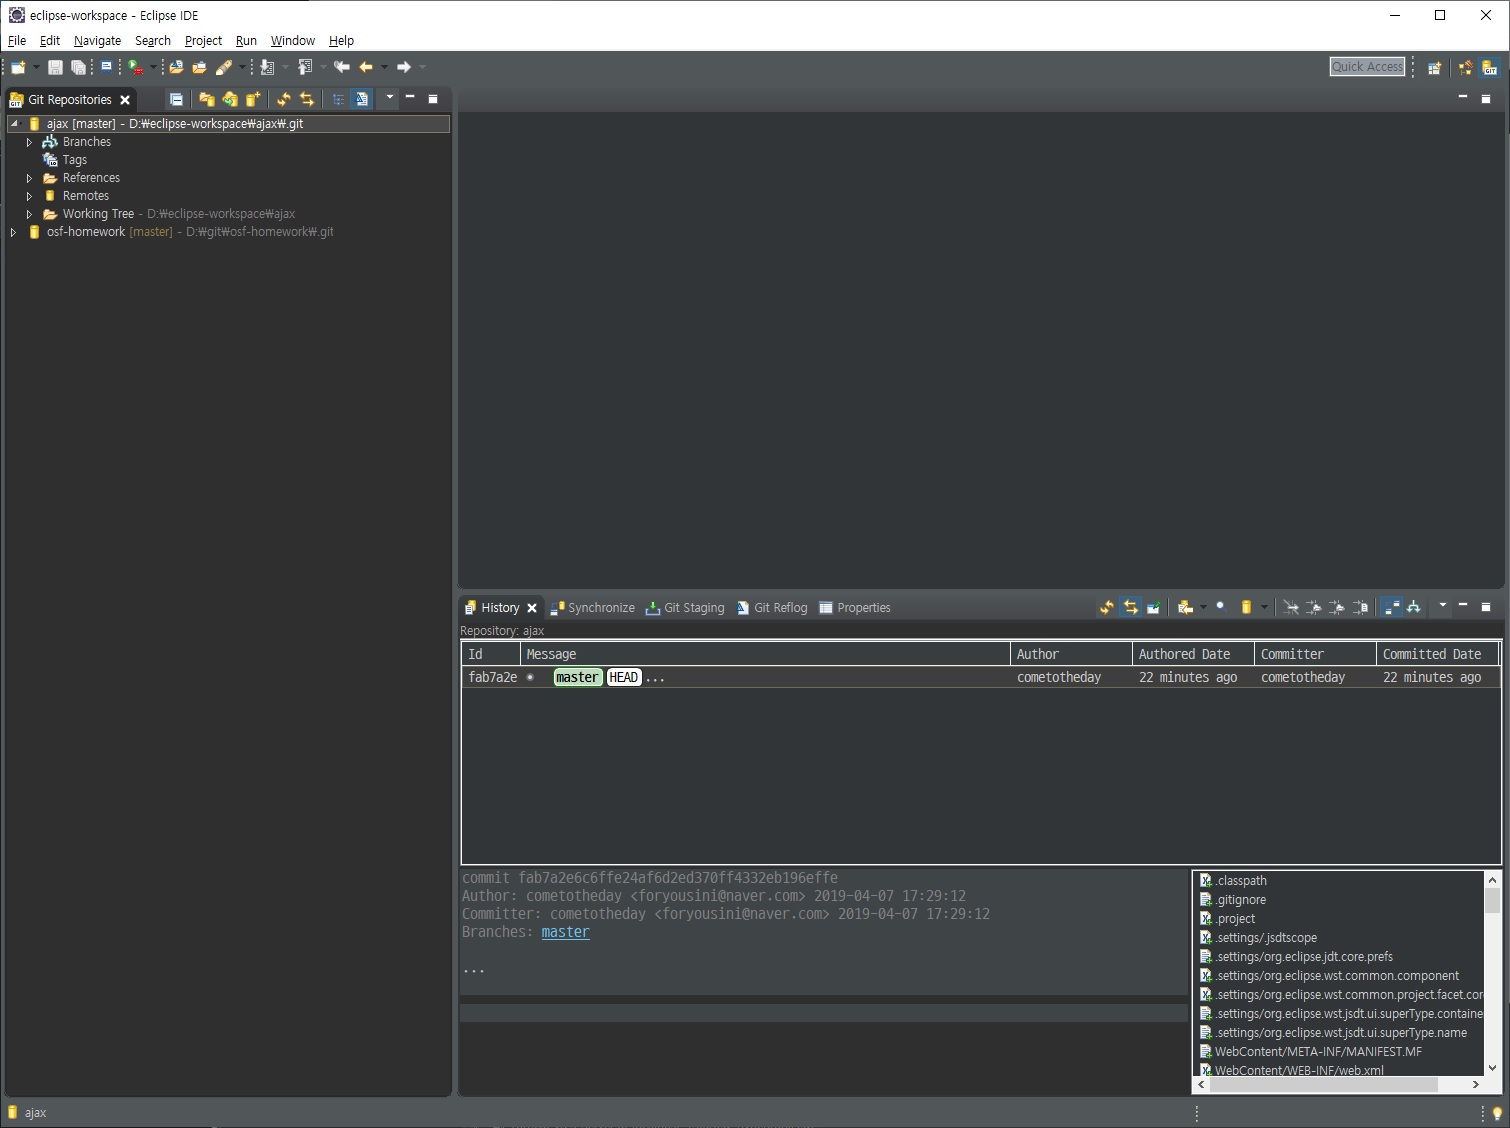 eclipse-workspace - Eclipse IDE
File Edit Navigate Search Project Run Window Help
Quick Access
Git Repositories
ajax [master] - D:₩eclipse-workspace₩ajax₩.git
Branches
Tags
References
Remotes
Working Tree - D:₩eclipse-workspace₩ajax
osf-homework [master] - D:₩git₩osf-homework₩.git
History Synchronize Git Staging Git Reflog Properties
Repository: ajax
Id Message Author Authored Date Committer Committed Date
fab7a2e master HEAD ... cometotheday 22 minutes ago cometotheday 22 minutes ago
commit fab7a2e6c6ffe24af6d2ed370ff4332eb196effe
Author: cometotheday <foryousini@naver.com> 2019-04-07 17:29:12
Committer: cometotheday <foryousini@naver.com> 2019-04-07 17:29:12
Branches: master
...
.classpath
.gitignore
.project
.settings/.jsdtscope
.settings/org.eclipse.jdt.core.prefs
.settings/org.eclipse.wst.common.component
.settings/org.eclipse.wst.common.project.facet.cor
.settings/org.eclipse.wst.jsdt.ui.superType.containe
.settings/org.eclipse.wst.jsdt.ui.superType.name
WebContent/META-INF/MANIFEST.MF
WebContent/WEB-INF/web.xml
ajax